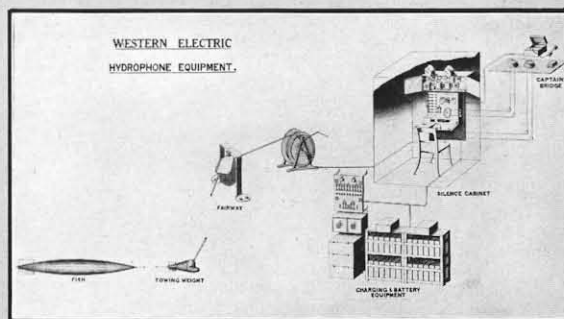 WESTERN ELECTRIC
HYDROPHONE EQUIPMENT.
CAPTAIN
BRIDGE
FAIRWAY
SILENCE CABINET
FISH
TOWING WEIGHT
CHARGING & BATTERY
EQUIPMENT